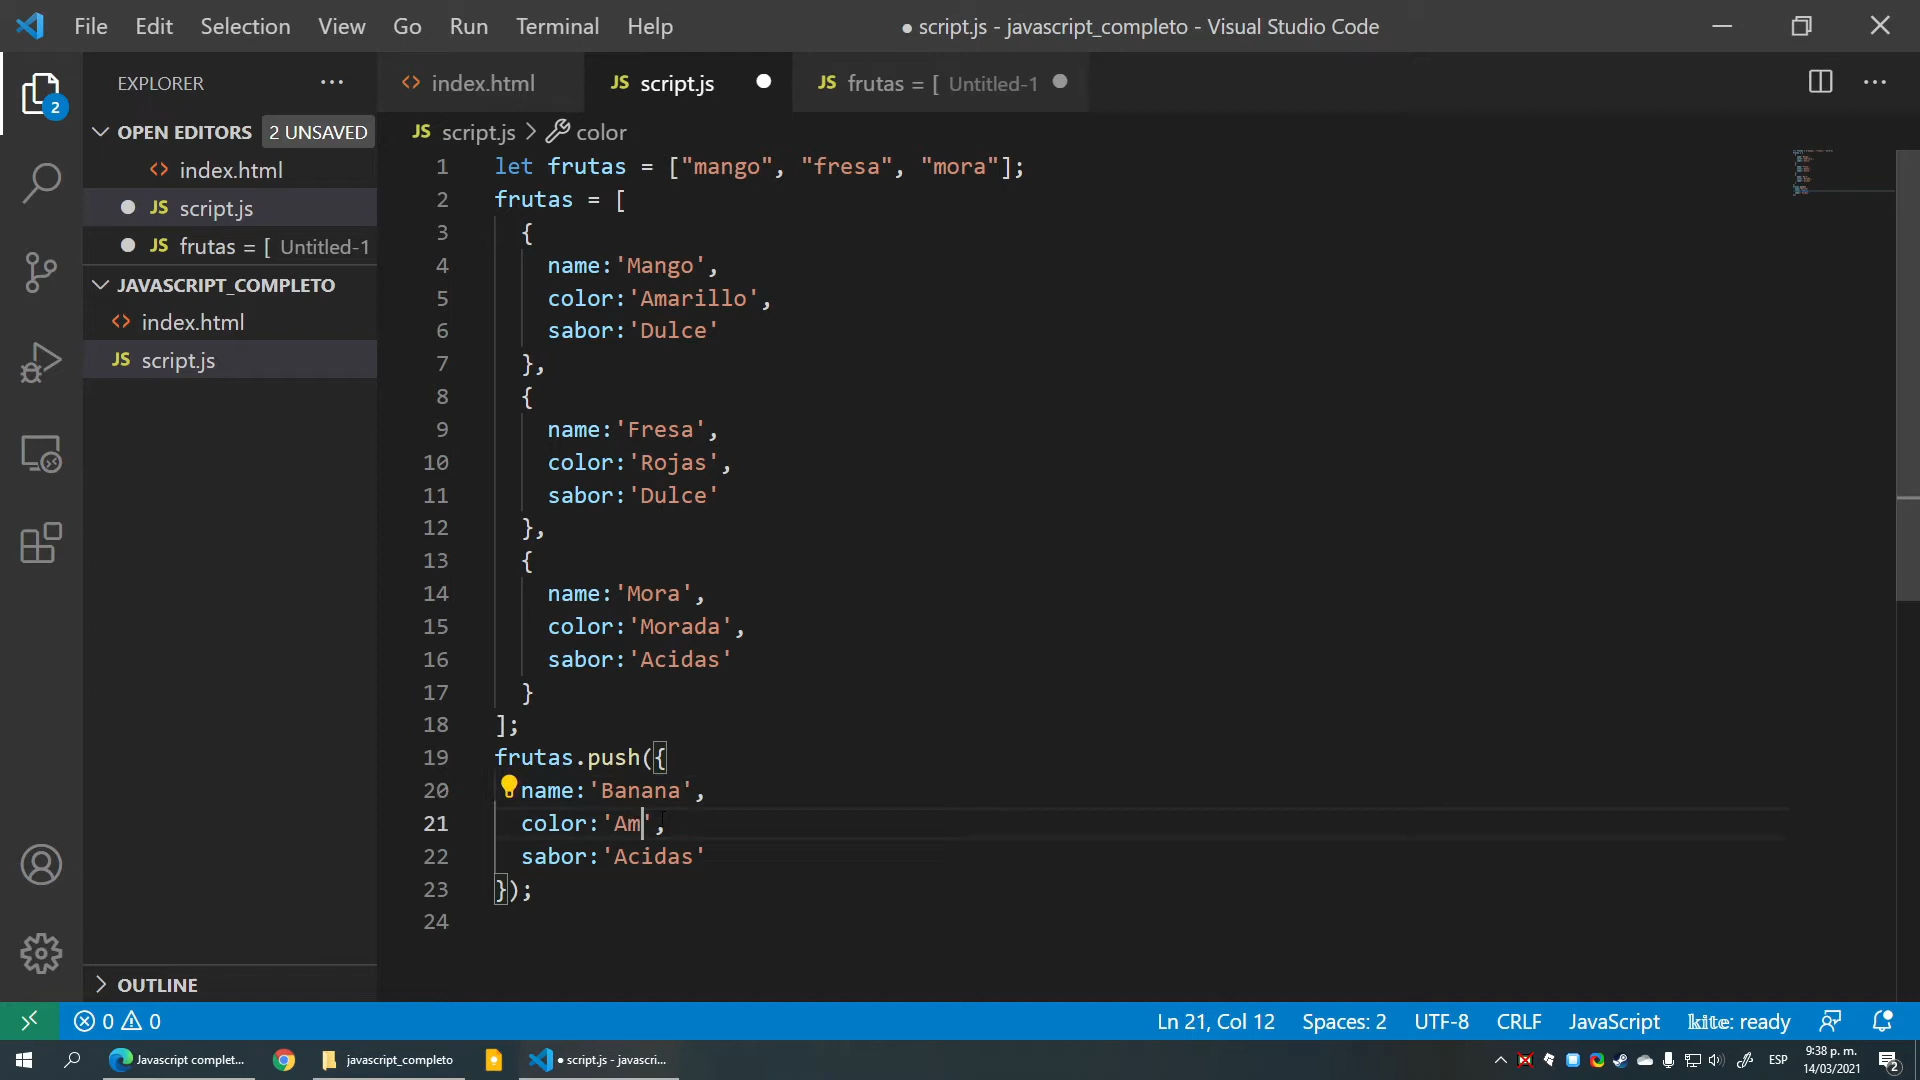 File Edit Selection View Go Run Terminal Help
● script.js - javascript_completo - Visual Studio Code
EXPLORER
2
OPEN EDITORS 2 UNSAVED
index.html
JS script.js
JS frutas = [ Untitled-1
JAVASCRIPT_COMPLETO
index.html
JS script.js
OUTLINE
index.html JS script.js JS frutas = [ Untitled-1
JS script.js > color
1 let frutas = ["mango", "fresa", "mora"];
2 frutas = [
3 {
4 name:'Mango',
5 color:'Amarillo',
6 sabor:'Dulce'
7 },
8 {
9 name:'Fresa',
10 color:'Rojas',
11 sabor:'Dulce'
12 },
13 {
14 name:'Mora',
15 color:'Morada',
16 sabor:'Acidas'
17 }
18 ];
19 frutas.push({
20 name:'Banana',
21 color:'Am',
22 sabor:'Acidas'
23 });
24
0 0 Ln 21, Col 12 Spaces: 2 UTF-8 CRLF JavaScript kite: ready
Javascript complet... javascript_completo ● script.js - javascri... ESP 9:38 p. m.
14/03/2021
2